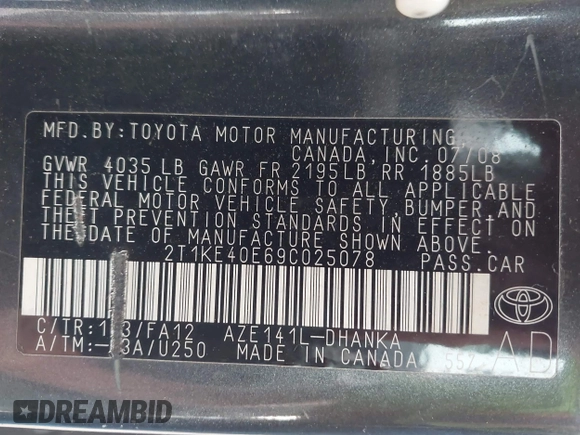 MFD.BY:TOYOTA MOTOR MANUFACTURING
CANADA, INC. 07/08
GVWR 4035 LB GAWR FR 2195LB RR 1885LB
THIS VEHICLE CONFORMS TO ALL APPLICABLE
FEDERAL MOTOR VEHICLE SAFETY, BUMPER, AND
THEFT PREVENTION STANDARDS IN EFFECT ON
THE DATE OF MANUFACTURE SHOWN ABOVE.
2T1KE40E69C025078 PASS.CAR
C/TR: /FA12 AZE141L-DHANKA
A/TM: /U250 MADE IN CANADA
AD
TOYOTA
DREAMBID